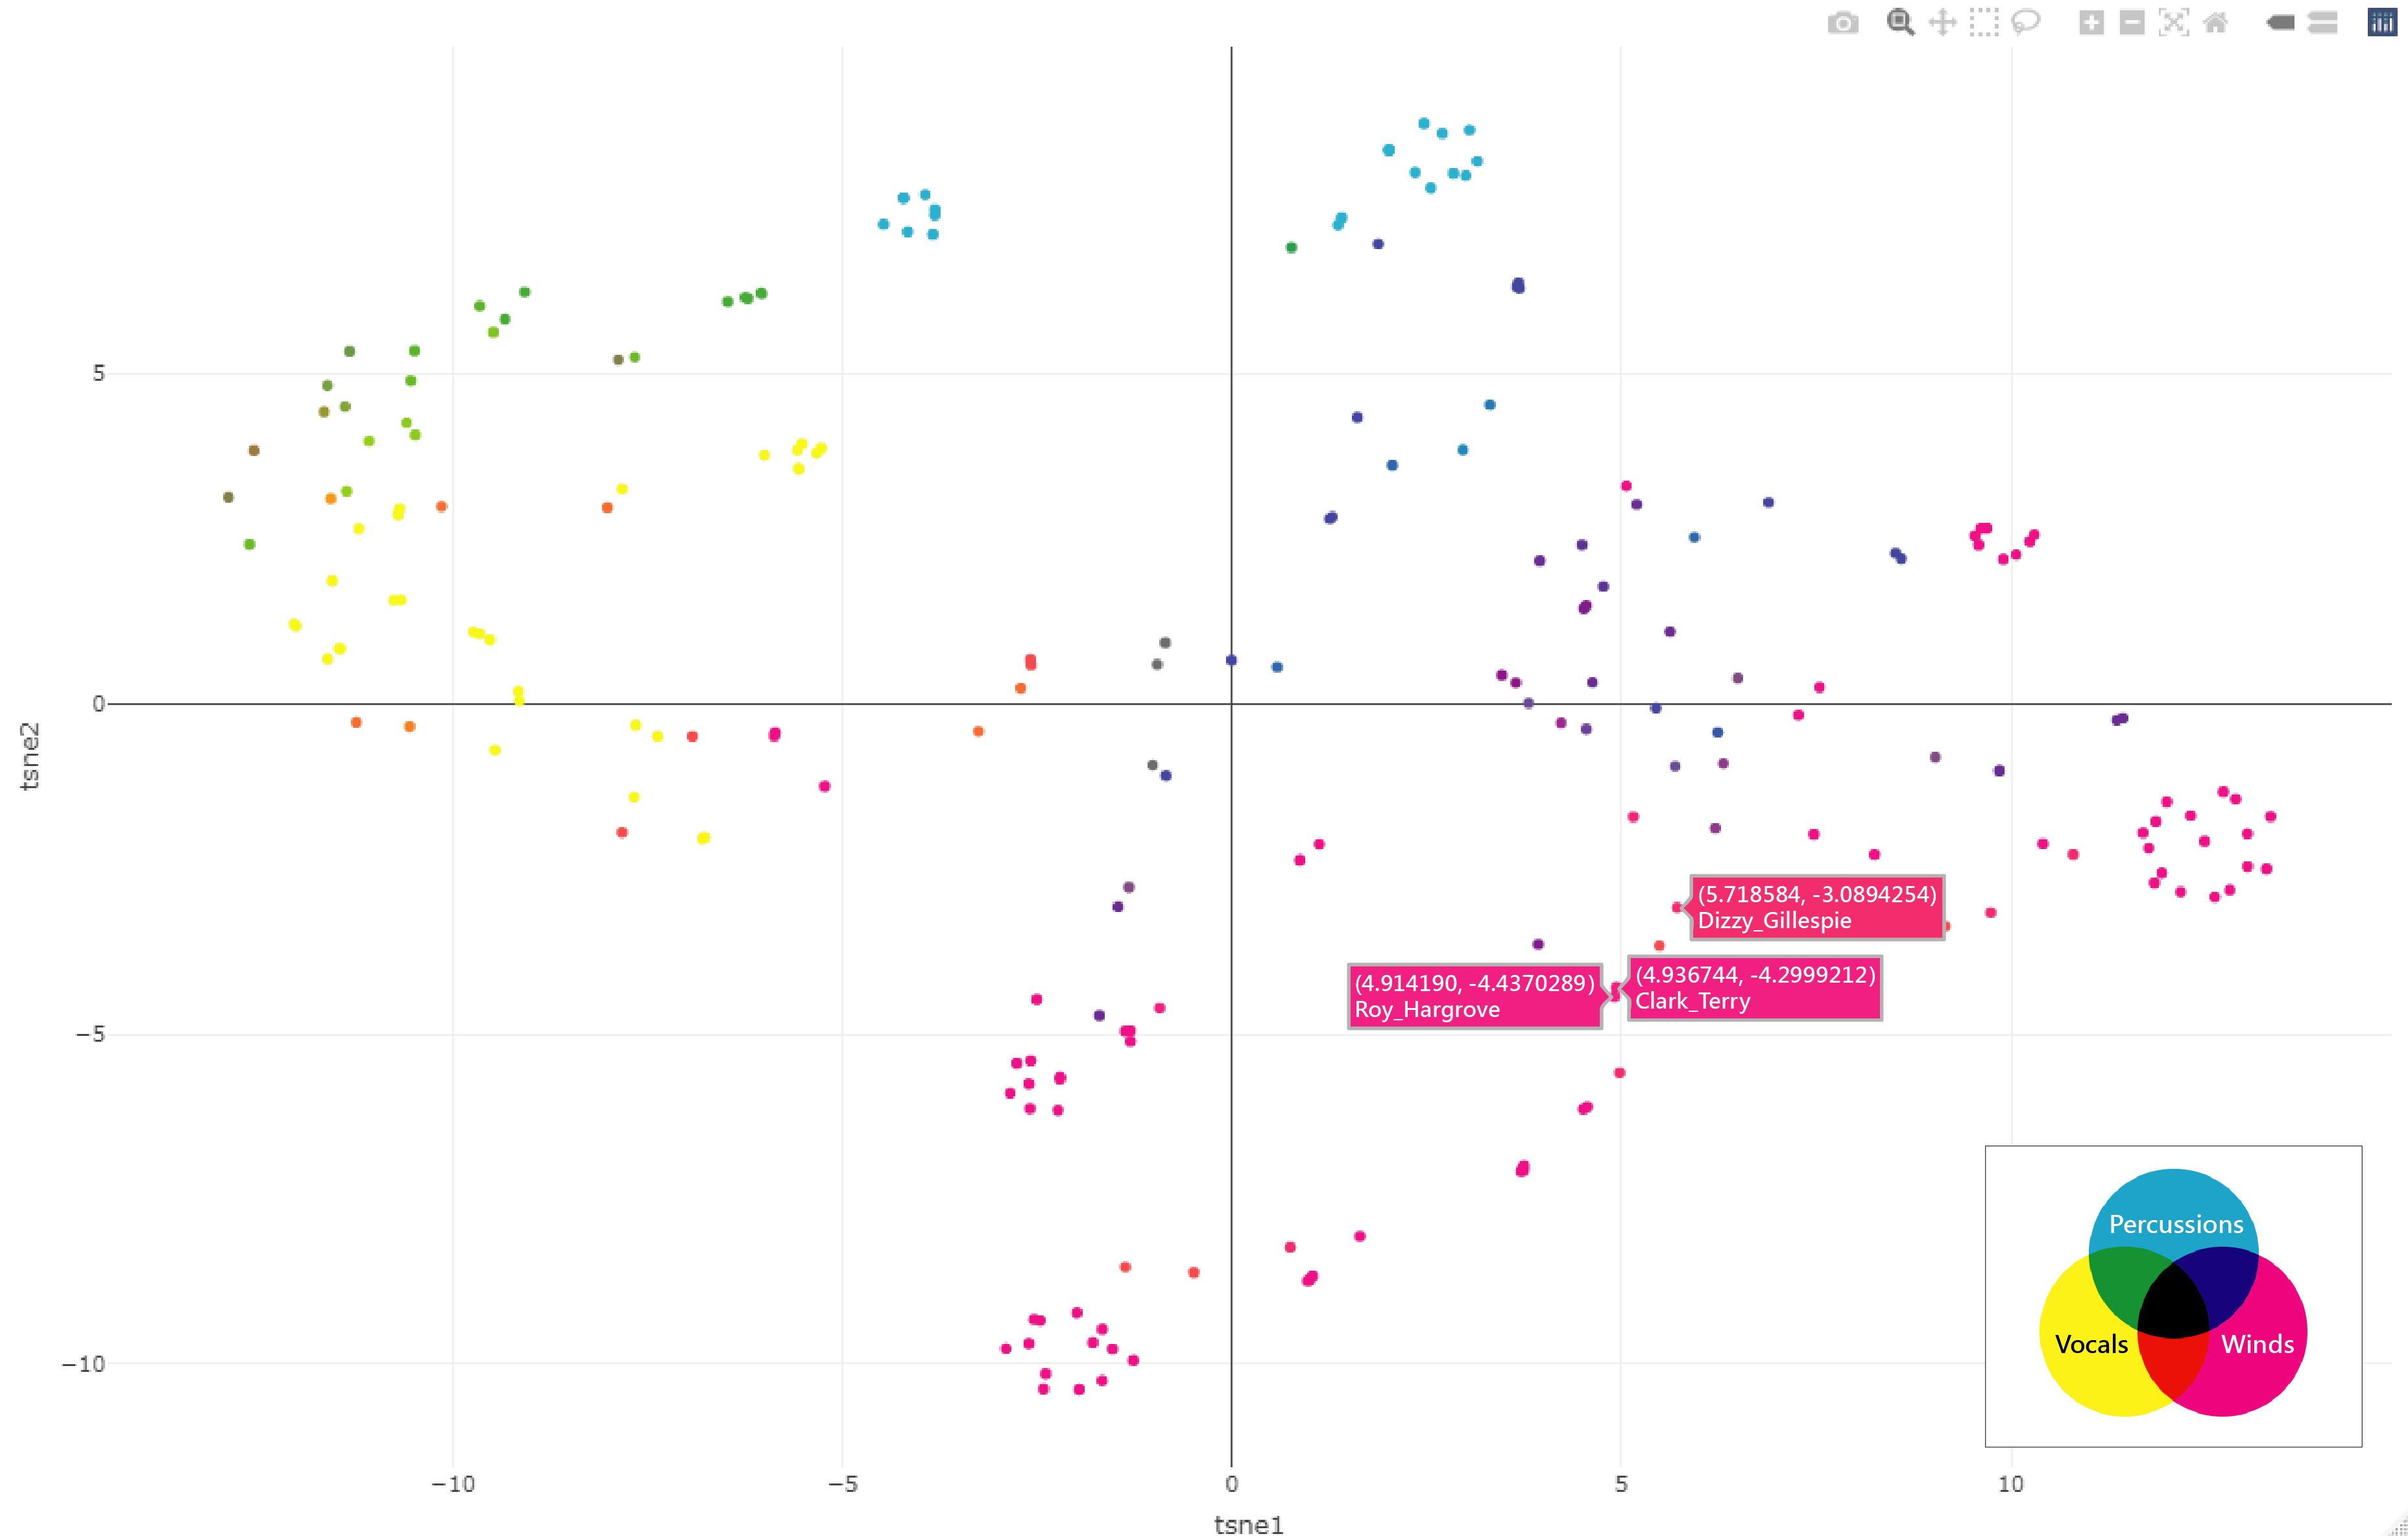 5
0
−5
−10
tsne2
(5.718584, -3.0894254)
Dizzy_Gillespie
(4.914190, -4.4370289)
Roy_Hargrove
(4.936744, -4.2999212)
Clark_Terry
Percussions
Vocals
Winds
−10
−5
0
5
10
tsne1